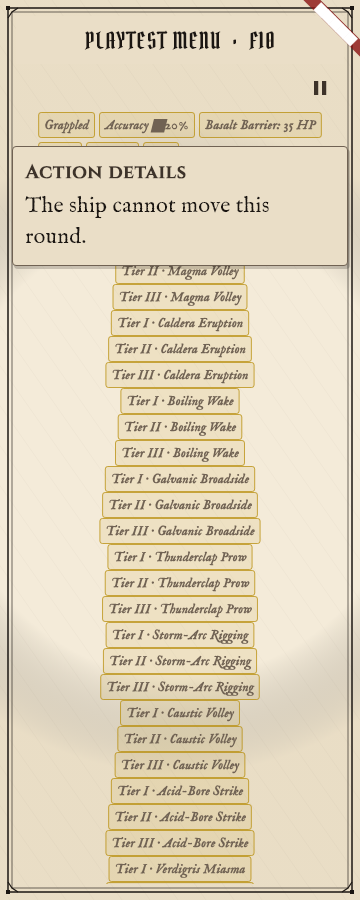 PLAYTEST MENU · F10
Grappled
Accuracy 20%
Basalt Barrier: 35 HP
ACTION DETAILS
The ship cannot move this
round.
Tier II · Magma Volley
Tier III · Magma Volley
Tier I · Caldera Eruption
Tier II · Caldera Eruption
Tier III · Caldera Eruption
Tier I · Boiling Wake
Tier II · Boiling Wake
Tier III · Boiling Wake
Tier I · Galvanic Broadside
Tier II · Galvanic Broadside
Tier III · Galvanic Broadside
Tier I · Thunderclap Prow
Tier II · Thunderclap Prow
Tier III · Thunderclap Prow
Tier I · Storm-Arc Rigging
Tier II · Storm-Arc Rigging
Tier III · Storm-Arc Rigging
Tier I · Caustic Volley
Tier II · Caustic Volley
Tier III · Caustic Volley
Tier I · Acid-Bore Strike
Tier II · Acid-Bore Strike
Tier III · Acid-Bore Strike
Tier I · Verdigris Miasma